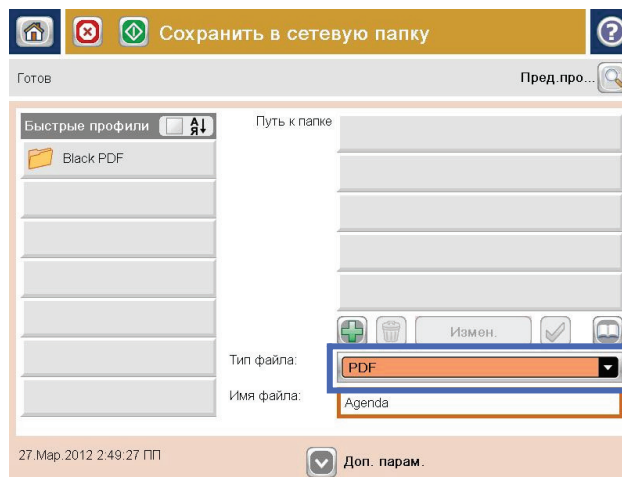 Сохранить в сетевую папку
Готов
Пред.про...
Быстрые профили
А
Я
Путь к папке
Black PDF
Измен.
Тип файла:
PDF
Имя файла:
Agenda
27.Мар.2012 2:49:27 ПП
Доп. парам.